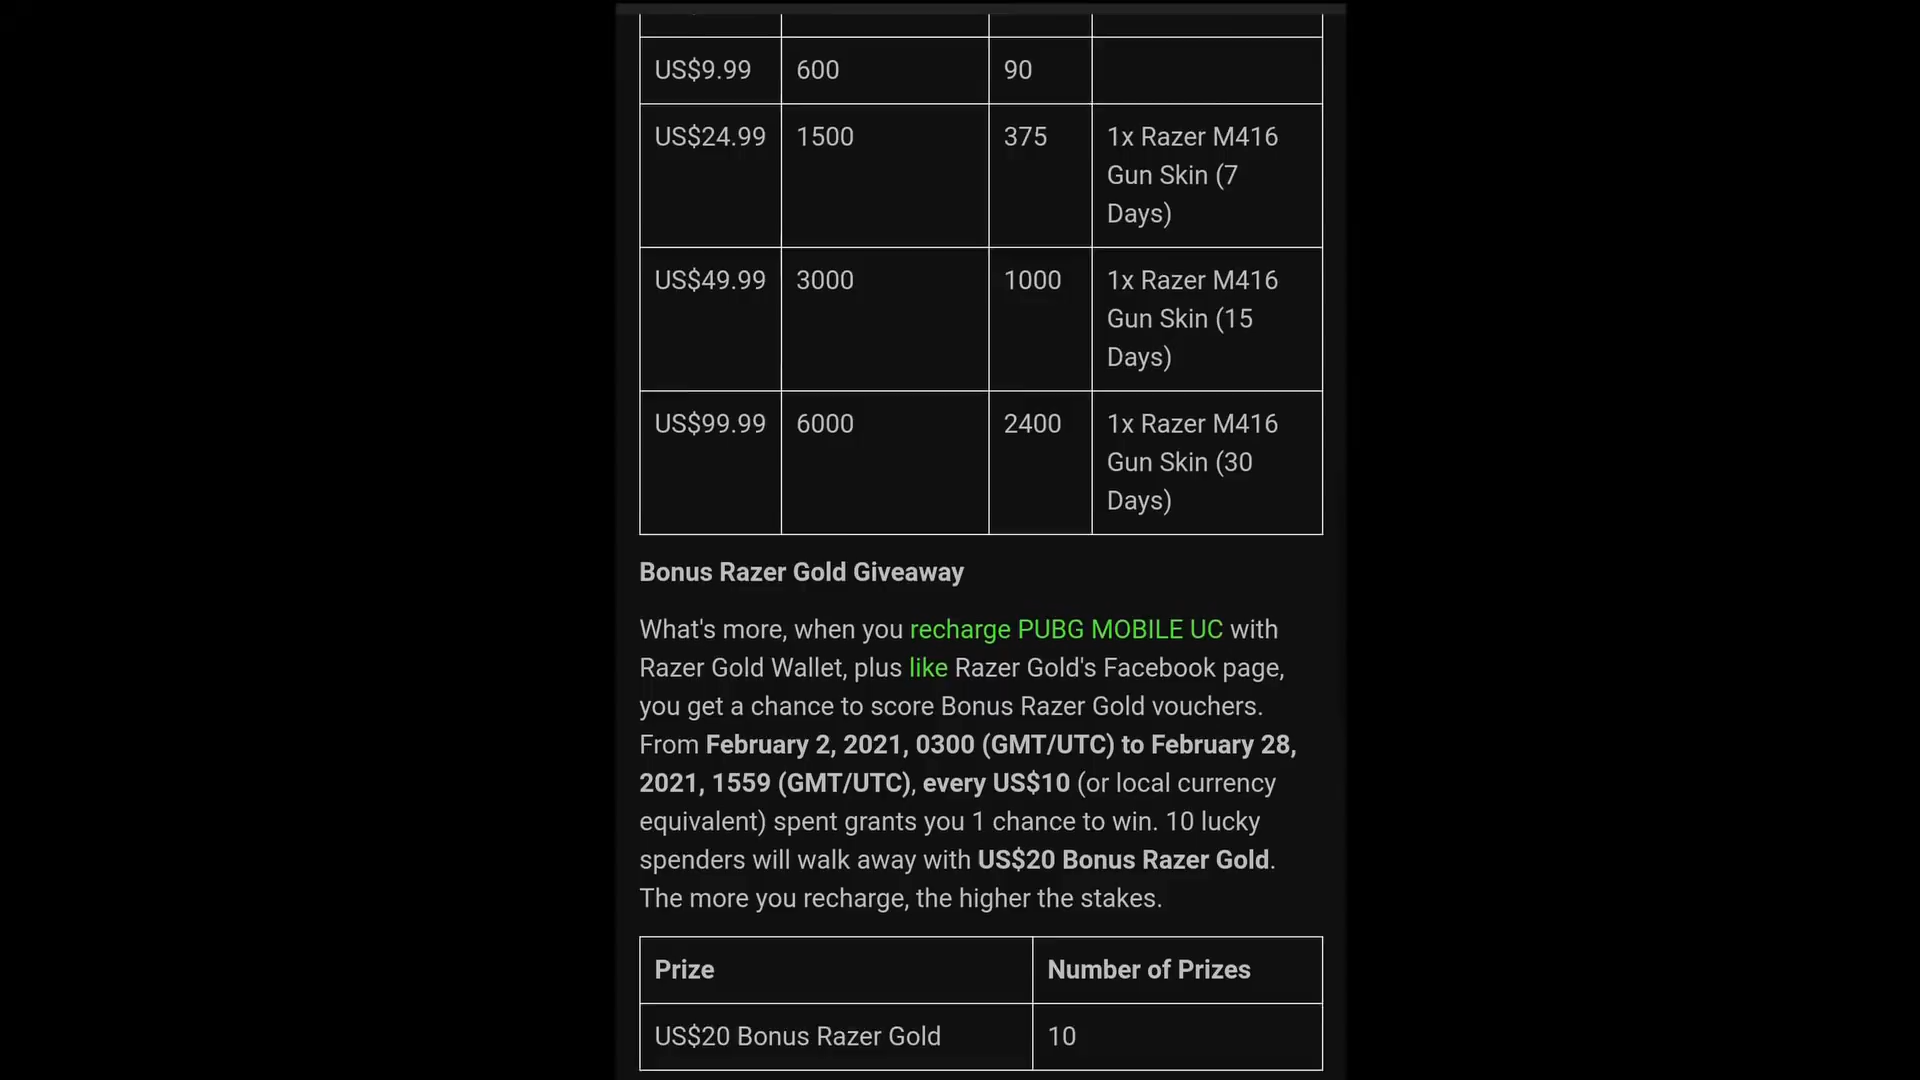 US$9.99 600 90
US$24.99 1500 375 1x Razer M416
Gun Skin (7
Days)
US$49.99 3000 1000 1x Razer M416
Gun Skin (15
Days)
US$99.99 6000 2400 1x Razer M416
Gun Skin (30
Days)
Bonus Razer Gold Giveaway
What's more, when you recharge PUBG MOBILE UC with
Razer Gold Wallet, plus like Razer Gold's Facebook page,
you get a chance to score Bonus Razer Gold vouchers.
From February 2, 2021, 0300 (GMT/UTC) to February 28,
2021, 1559 (GMT/UTC), every US$10 (or local currency
equivalent) spent grants you 1 chance to win. 10 lucky
spenders will walk away with US$20 Bonus Razer Gold.
The more you recharge, the higher the stakes.
Prize Number of Prizes
US$20 Bonus Razer Gold 10